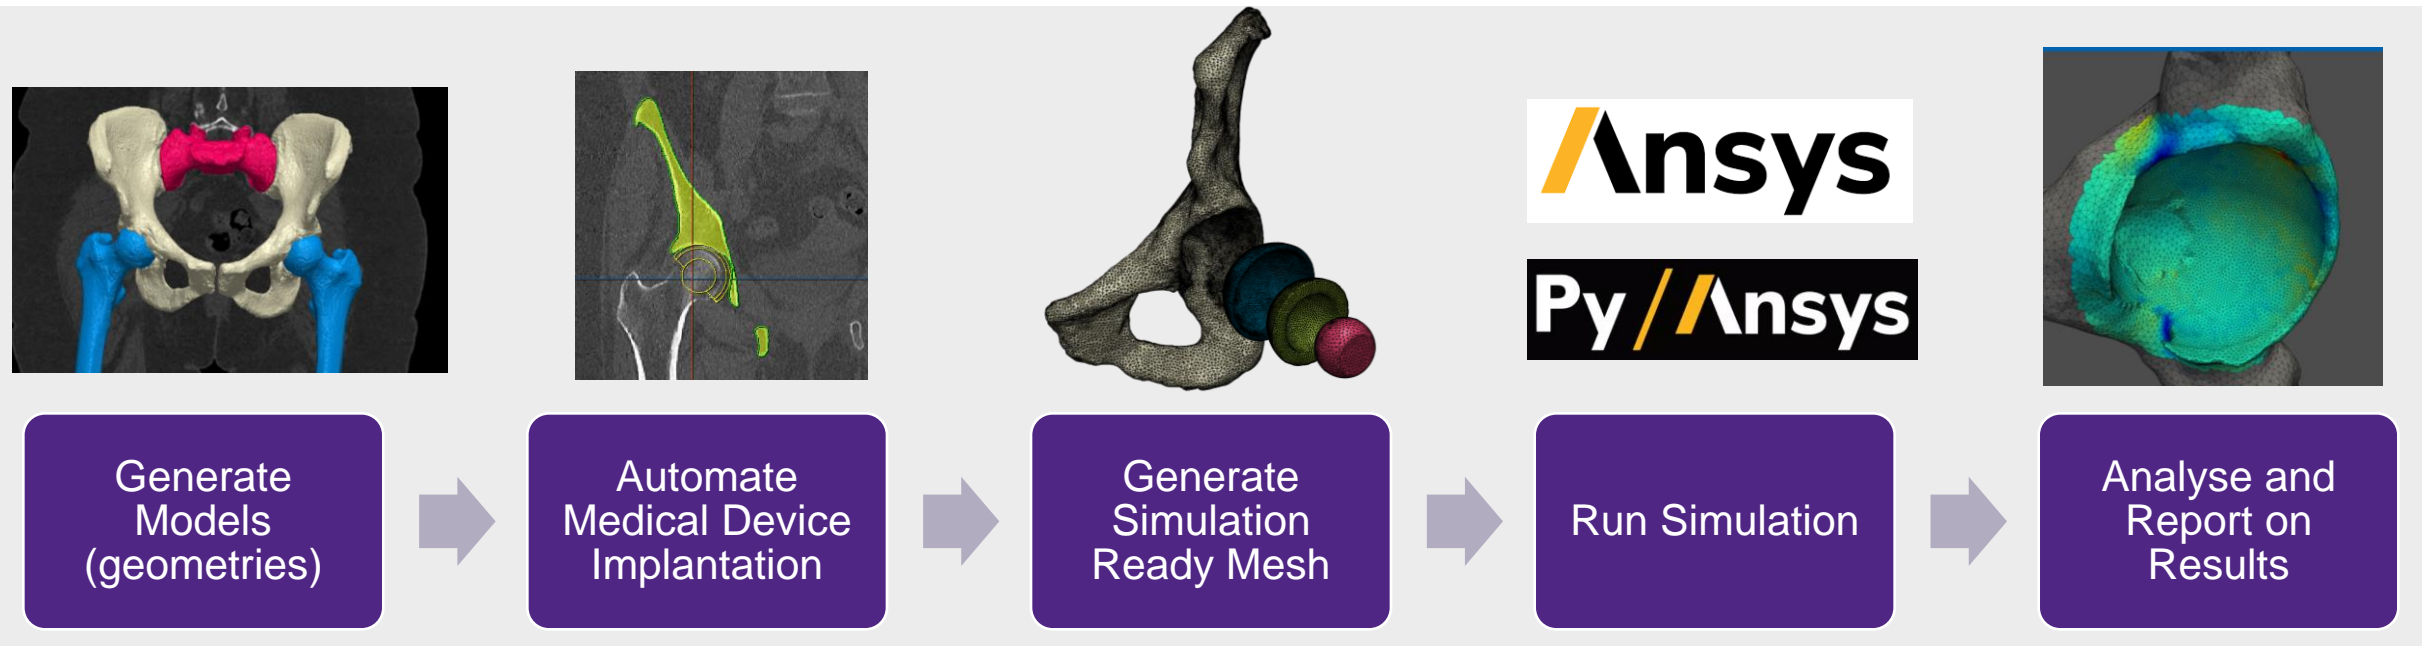 Ansys
Py/Ansys
Generate
Models
(geometries)
Automate
Medical Device
Implantation
Generate
Simulation
Ready Mesh
Run Simulation
Analyse and
Report on
Results